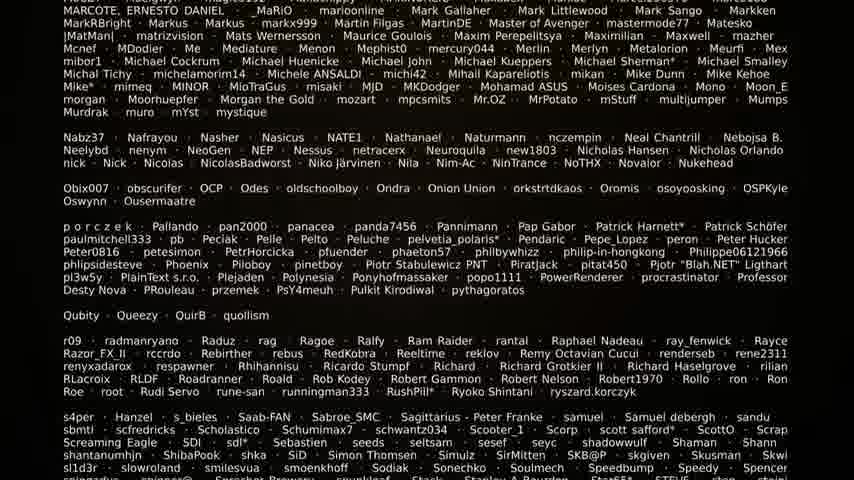 MARCOTE, ERNESTO DANIEL · _MaRiO · marioonline · Mark Gallaher · Mark Littlewood · Mark Sango · Markken
MarkRBright · Markus · Markus · markx999 · Martin Filgas · MartinDE · Master of Avenger · mastermode77 · Matesko
|MatMan| · matrizvision · Mats Wernersson · Maurice Goulois · Maxim Perepelitsya · Maximilian · Maxwell · mazher
Mcnef · MDodier · Me · Mediature · Menon · Mephist0 · mercury044 · Merlin · Merlyn · Metalorion · Meurfi · Mex
mibor1 · Michael Cockrum · Michael Huenicke · Michael John · Michael Kueppers · Michael Sherman* · Michael Smalley
Michal Tichy · michelamorim14 · Michele ANSALDI · michi42 · Mihail Kapareliotis · mikan · Mike Dunn · Mike Kehoe
Mike* · mimeq · MINOR · MioTraGus · misaki · MJD · MKDodger · Mohamad ASUS · Moises Cardona · Mono · Moon_E
morgan · Moorhuepfer · Morgan the Gold · mozart · mpcsmits · Mr.OZ · MrPotato · mStuff · multijumper · Mumps
Murdrak · muro · mYst · mystique
Nabz37 · Nafrayou · Nasher · Nasicus · NATE1 · Nathanael · Naturmann · nczempin · Neal Chantrill · Nebojsa B.
Neelybd · nenym · NeoGen · NEP · Nessus · netracerx · Neuroquila · new1803 · Nicholas Hansen · Nicholas Orlando
nick · Nick · Nicolas · NicolasBadworst · Niko Järvinen · Nila · Nim-Ac · NinTrance · NoTHX · Novalor · Nukehead
Obix007 · obscurifer · OCP · Odes · oldschoolboy · Ondra · Onion Union · orkstrtdkaos · Oromis · osoyoosking · OSPKyle
Oswynn · Ousermaatre
p o r c z e k · Pallando · pan2000 · panacea · panda7456 · Pannimann · Pap Gabor · Patrick Harnett* · Patrick Schöfer
paulmitchell333 · pb · Peciak · Pelle · Pelto · Peluche · pelvetia_polaris* · Pendaric · Pepe_Lopez · peron · Peter Hucker
Peter0816 · petesimon · PetrHorcicka · pfuender · phaeton57 · philbywhizz · philip-in-hongkong · Philippe06121966
phlipsidesteve · Phoenix · Piioboy · pinetboy · Piotr Stabulewicz PNT · PiratJack · pitat450 · Pjotr "Blah.NET" Ligthart
pl3w5y · PlainText s.r.o. · Plejaden · Polynesia · Ponyhofmassaker · popo1111 · PowerRenderer · procrastinator · Professor
Desty Nova · PRouleau · przemek · PsY4meuh · Pulkit Kirodiwal · pythagoratos
Qubity · Queezy · QuirB · quollism
r09 · radmanryano · Raduz · rag · Ragoe · Ralfy · Ram Raider · rantal · Raphael Nadeau · ray_fenwick · Rayce
Razor_FX_II · rccrdo · Rebirther · rebus · RedKobra · Reeltime · reklov · Remy Octavian Cucui · renderseb · rene2311
renyxadarox · respawner · Rhihannisu · Ricardo Stumpf · Richard · Richard Grotkier II · Richard Haselgrove · rilian
RLacroix · RLDF · Roadranner · Roald · Rob Kodey · Robert Gammon · Robert Nelson · Robert1970 · Rollo · ron · Ron
Roe · root · Rudi Servo · rune-san · runningman333 · RushPill* · Ryoko Shintani · ryszard.korczyk
s4per · Hanzel · s_bieles · Saab-FAN · Sabroe_SMC · Sagittarius - Peter Franke · samuel · Samuel debergh · sandu
sbmti · scfredricks · Scholastico · Schumimax7 · schwantz034 · Scooter_1 · Scorp · scott safford* · ScottO · Scrap
Screaming Eagle · SDI · sdl* · Sebastien · seeds · seitsam · sesef · seyc · shadowwulf · Shaman · Shann
shantanumhjn · ShibaPook · shka · SiD · Simon Thomsen · Simulz · SirMitten · SKB@P · skgiven · Skusman · Skwi
sl1d3r · slowroland · smilesvua · smoenkhoff · Sodiak · Sonechko · Soulmech · Speedbump · Speedy · Spencer